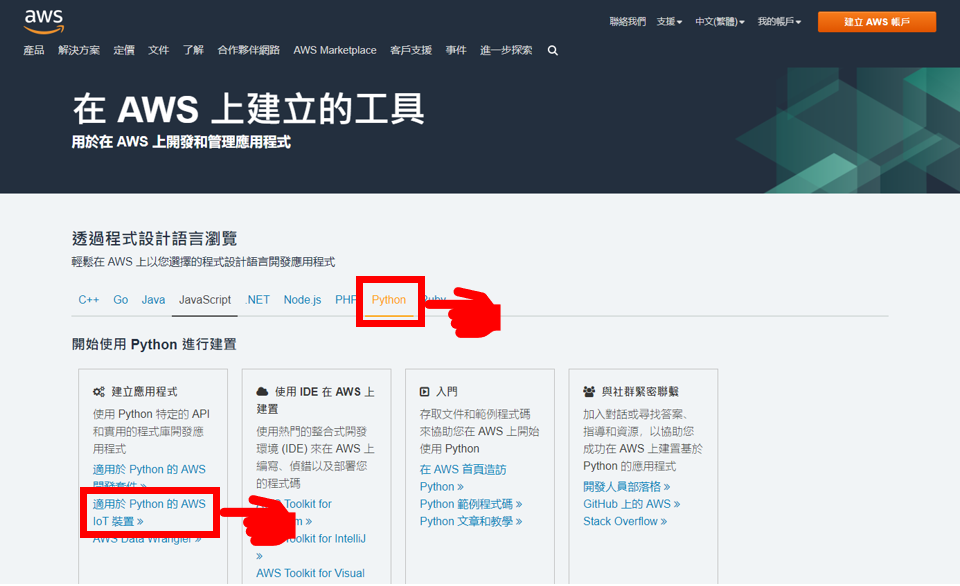 aws
聯絡我們 支援 中文(繁體) 我的帳戶 建立 AWS 帳戶
產品 解決方案 定價 文件 了解 合作夥伴網路 AWS Marketplace 客戶支援 事件 進一步探索
在 AWS 上建立的工具
用於在 AWS 上開發和管理應用程式
透過程式設計語言瀏覽
輕鬆在 AWS 上以您選擇的程式設計語言開發應用程式
C++ Go Java JavaScript .NET Node.js PHP Python Ruby
開始使用 Python 進行建置
建立應用程式
使用 Python 特定的 API
和實用的程式庫開發應
用程式
適用於 Python 的 AWS
開發套件 »
適用於 Python 的 AWS
IoT 裝置 »
AWS Data Wrangler »
使用 IDE 在 AWS 上
建置
使用熱門的整合式開發
環境 (IDE) 來在 AWS 上
編寫、偵錯以及部署您
的程式碼
Toolkit for
»
Toolkit for IntelliJ
»
AWS Toolkit for Visual
入門
存取文件和範例程式碼
來協助您在 AWS 上開始
使用 Python
在 AWS 首頁造訪
Python »
Python 範例程式碼 »
Python 文章和教學 »
與社群緊密聯繫
加入對話或尋找答案、
指導和資源，以協助您
成功在 AWS 上建置基於
Python 的應用程式
開發人員部落格 »
GitHub 上的 AWS »
Stack Overflow »